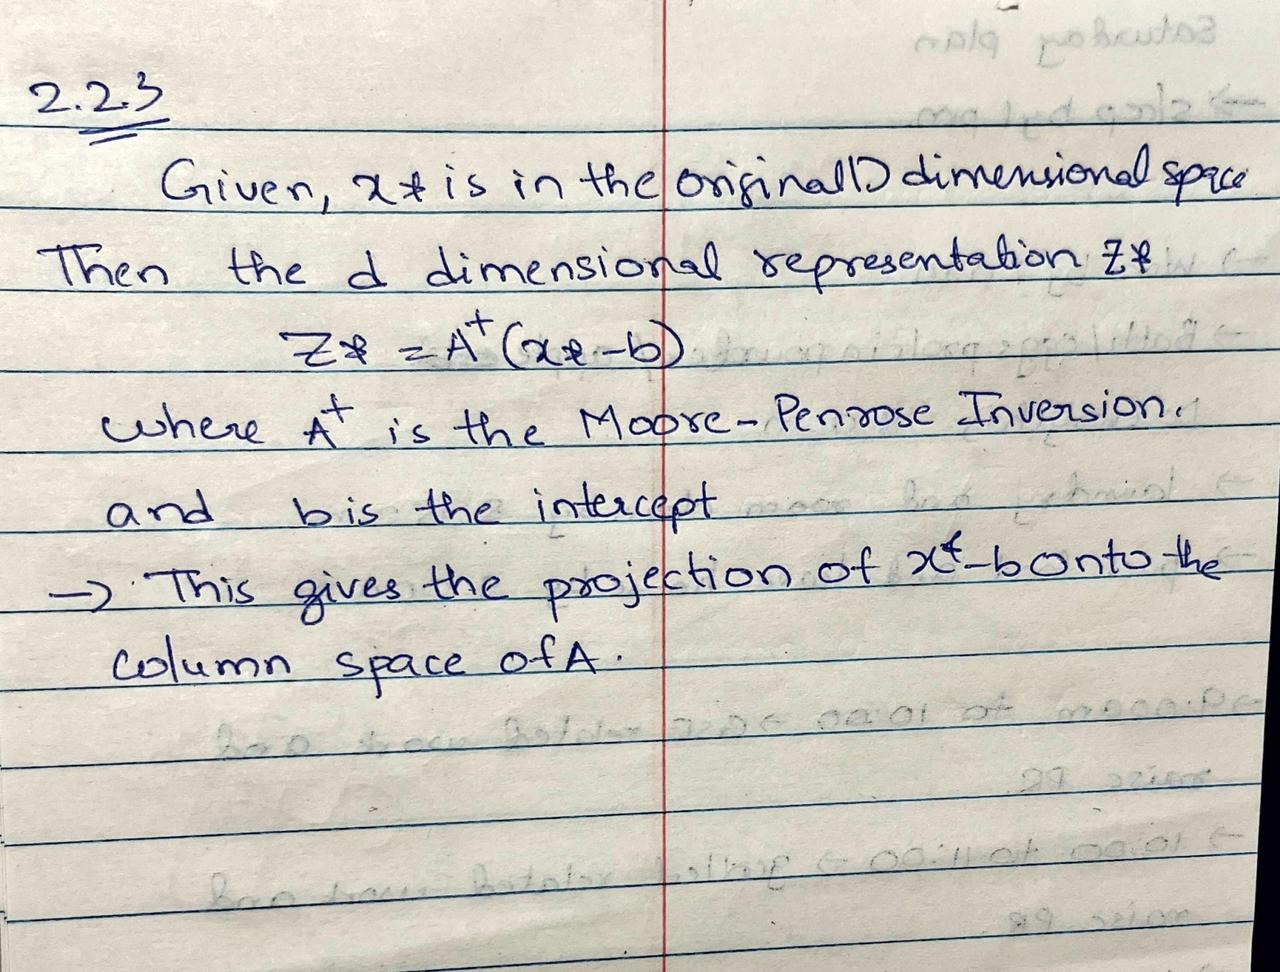 2.2.3
Given, x* is in the original D dimensional space
Then the d dimensional representation z*
z* = A⁺(x* - b)
where A⁺ is the Moore-Penrose Inversion.
and b is the intercept
→ This gives the projection of x* - b onto the
column space of A.